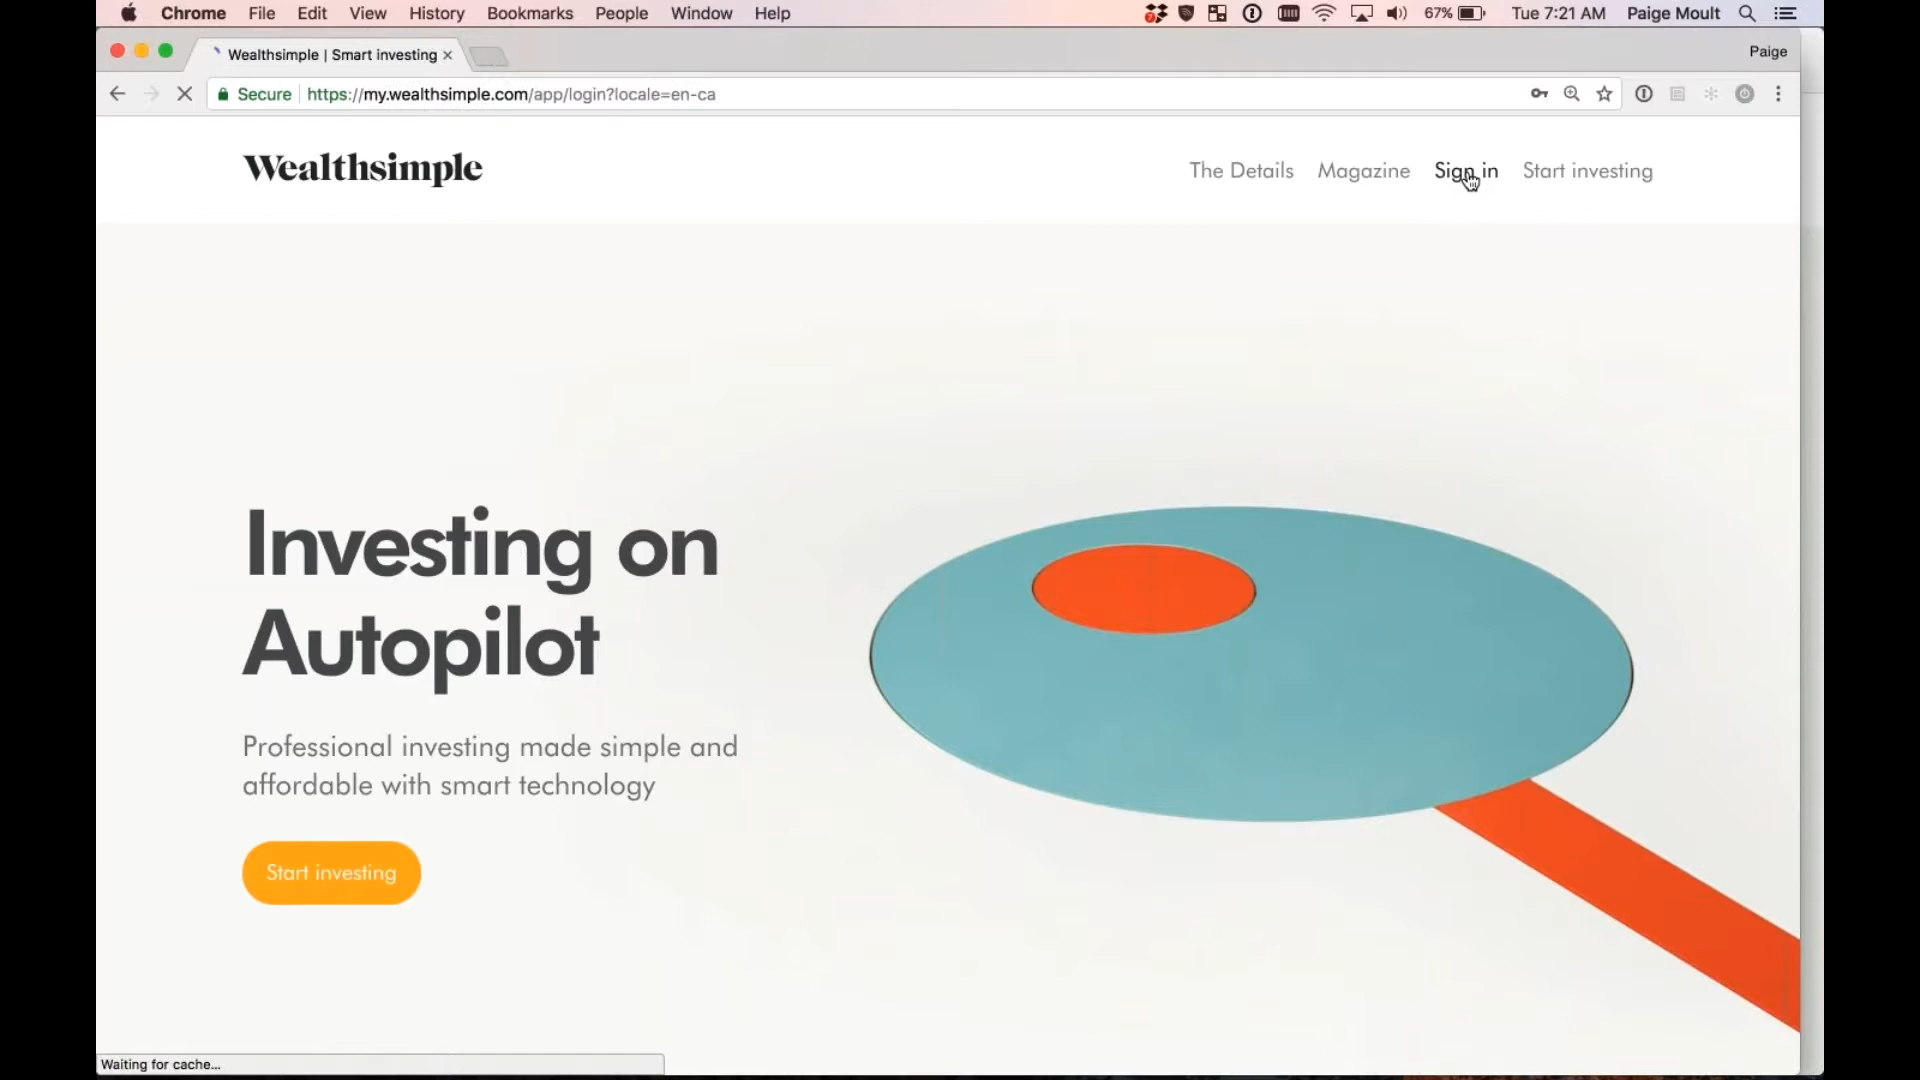 Chrome File Edit View History Bookmarks People Window Help 67% Tue 7:21 AM Paige Moult
Wealthsimple | Smart investing Paige
Secure https://my.wealthsimple.com/app/login?locale=en-ca
Wealthsimple The Details Magazine Sign in Start investing
Investing on
Autopilot
Professional investing made simple and
affordable with smart technology
Start investing
Waiting for cache...